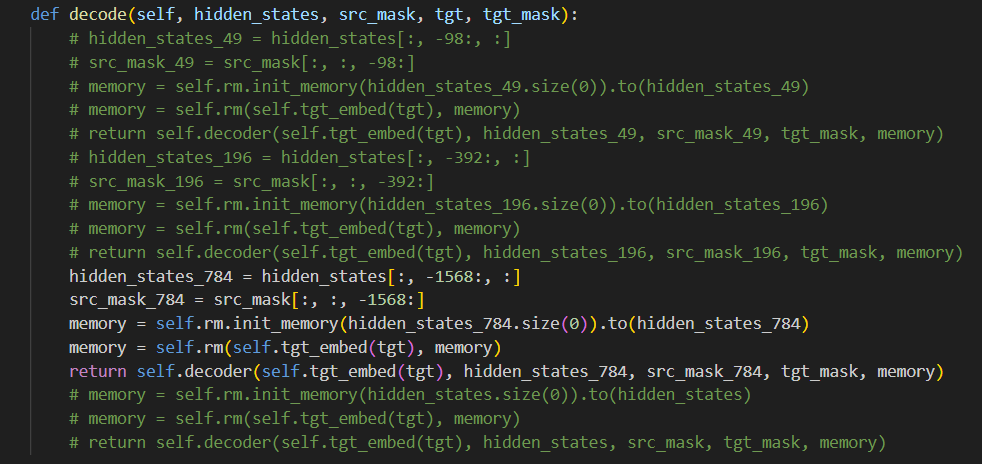 def decode(self, hidden_states, src_mask, tgt, tgt_mask):
    # hidden_states_49 = hidden_states[:, -98:, :]
    # src_mask_49 = src_mask[:, :, -98:]
    # memory = self.rm.init_memory(hidden_states_49.size(0)).to(hidden_states_49)
    # memory = self.rm(self.tgt_embed(tgt), memory)
    # return self.decoder(self.tgt_embed(tgt), hidden_states_49, src_mask_49, tgt_mask, memory)
    # hidden_states_196 = hidden_states[:, -392:, :]
    # src_mask_196 = src_mask[:, :, -392:]
    # memory = self.rm.init_memory(hidden_states_196.size(0)).to(hidden_states_196)
    # memory = self.rm(self.tgt_embed(tgt), memory)
    # return self.decoder(self.tgt_embed(tgt), hidden_states_196, src_mask_196, tgt_mask, memory)
    hidden_states_784 = hidden_states[:, -1568:, :]
    src_mask_784 = src_mask[:, :, -1568:]
    memory = self.rm.init_memory(hidden_states_784.size(0)).to(hidden_states_784)
    memory = self.rm(self.tgt_embed(tgt), memory)
    return self.decoder(self.tgt_embed(tgt), hidden_states_784, src_mask_784, tgt_mask, memory)
    # memory = self.rm.init_memory(hidden_states.size(0)).to(hidden_states)
    # memory = self.rm(self.tgt_embed(tgt), memory)
    # return self.decoder(self.tgt_embed(tgt), hidden_states, src_mask, tgt_mask, memory)